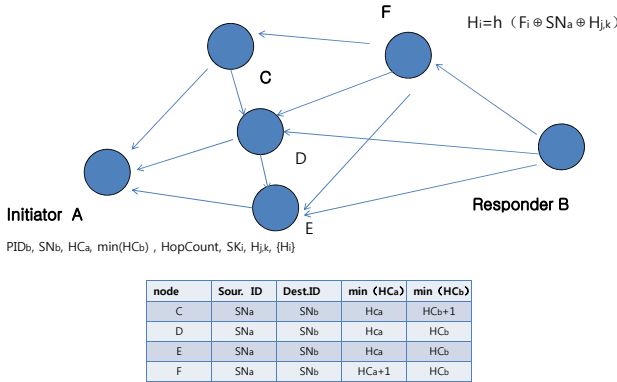 F
Hi=h（Fi⊕SNa⊕Hj,k）
C
D
Initiator A
Responder B
E
PIDb, SNb, HCa, min(HCb) , HopCount, SKi, Hj,k, {Hi}
node Sour. ID Dest.ID min（HCa） min（HCb）
C SNa SNb Hca HCb+1
D SNa SNb Hca HCb
E SNa SNb Hca HCb
F SNa SNb HCa+1 HCb